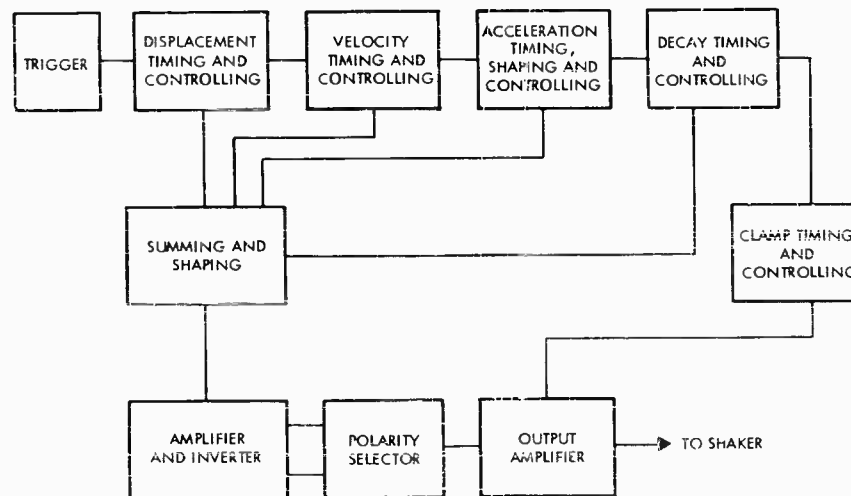 TRIGGER
DISPLACEMENT
TIMING AND
CONTROLLING
VELOCITY
TIMING AND
CONTROLLING
ACCELERATION
TIMING,
SHAPING AND
CONTROLLING
DECAY TIMING
AND
CONTROLLING
SUMMING AND
SHAPING
CLAMP TIMING
AND
CONTROLLING
AMPLIFIER
AND INVERTER
POLARITY
SELECTOR
OUTPUT
AMPLIFIER
TO SHAKER